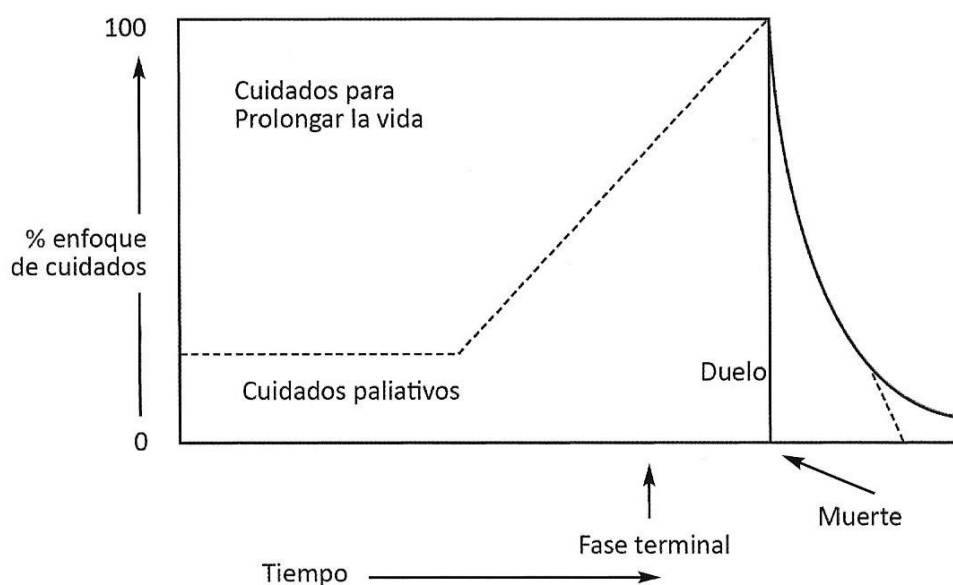 100
Cuidados para
Prolongar la vida
% enfoque
de cuidados
Duelo
Cuidados paliativos
0
Muerte
Fase terminal
Tiempo